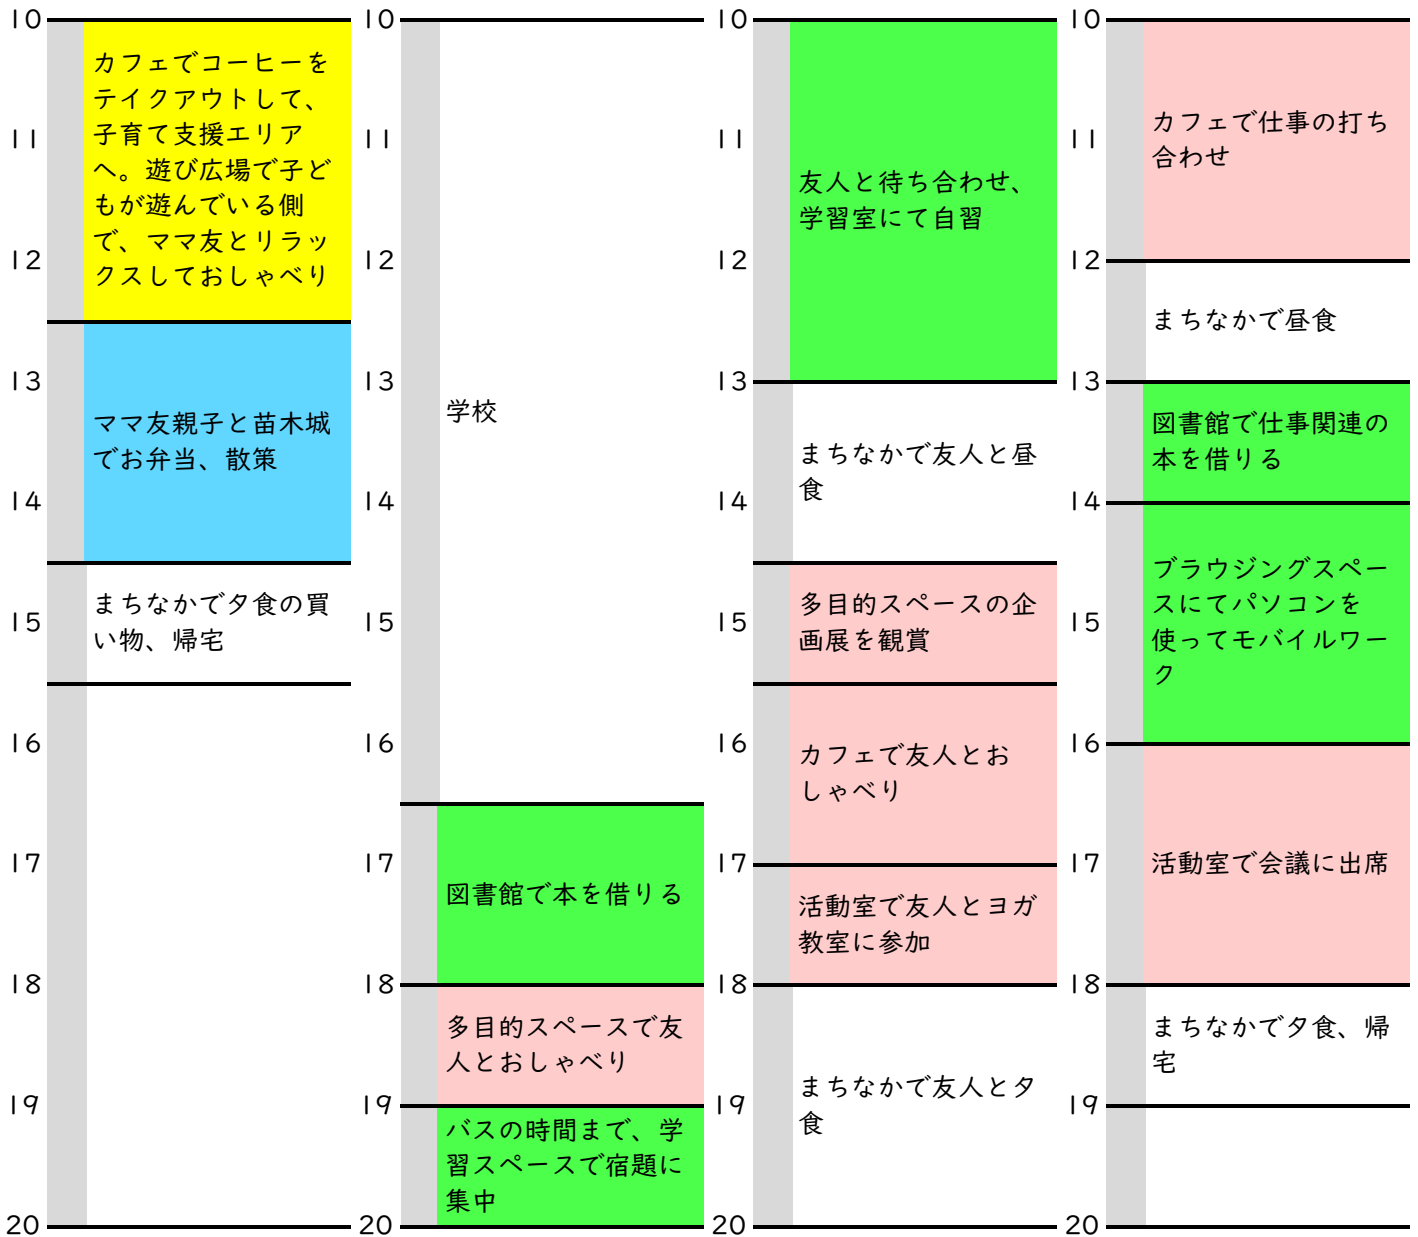 10
カフェでコーヒーを
テイクアウトして、
子育て支援エリア
へ。遊び広場で子ど
もが遊んでいる側
で、ママ友とリラッ
クスしておしゃべり
11
12
ママ友親子と苗木城
でお弁当、散策
13
14
まちなかで夕食の買
い物、帰宅
15
16
17
18
19
20
10
11
12
13
学校
14
15
16
17
図書館で本を借りる
18
多目的スペースで友
人とおしゃべり
19
バスの時間まで、学
習スペースで宿題に
集中
20
10
11
友人と待ち合わせ、
学習室にて自習
12
13
まちなかで友人と昼
食
14
多目的スペースの企
画展を観賞
15
16
カフェで友人とお
しゃべり
17
活動室で友人とヨガ
教室に参加
18
まちなかで友人と夕
食
19
20
10
11
カフェで仕事の打ち
合わせ
12
まちなかで昼食
13
図書館で仕事関連の
本を借りる
14
ブラウジングスペー
スにてパソコンを
使ってモバイルワー
ク
15
16
17
活動室で会議に出席
18
まちなかで夕食、帰
宅
19
20